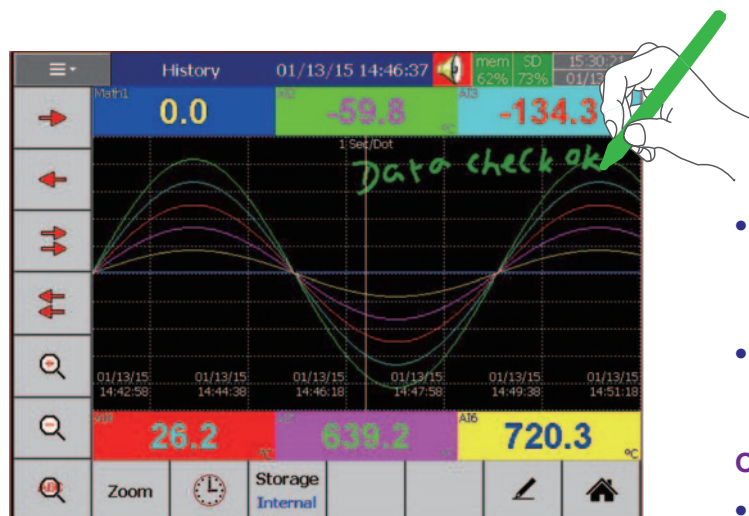 History 01/13/15 14:46:37 mem 62% SD 73% 15:30:21 01/13
Math1 0.0
AI2 -59.8 °C
AI3 -134.3
1 Sec/Dot
Data check ok
01/13/15 14:42:58
01/13/15 14:44:38
01/13/15 14:46:18
01/13/15 14:47:58
01/13/15 14:49:38
01/13/15 14:51:18
26.2 °C
639.2
AI6 720.3 °C
Zoom
Storage
Internal